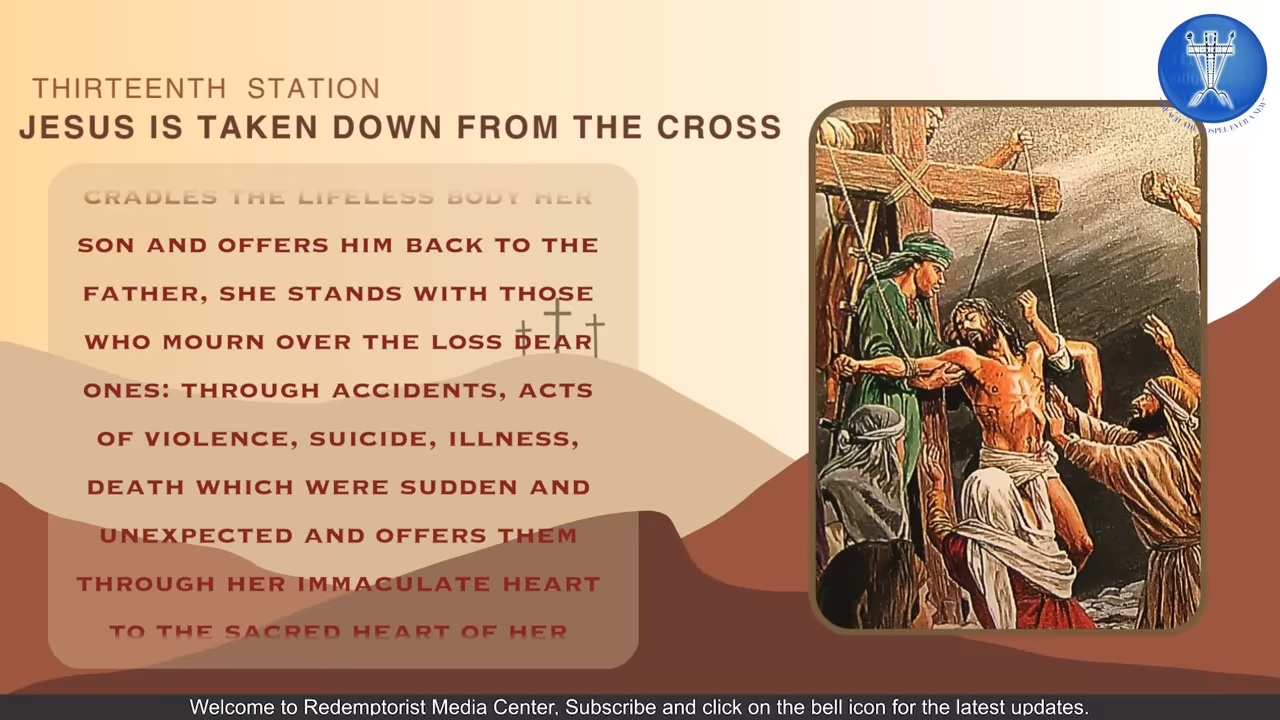 THIRTEENTH STATION
JESUS IS TAKEN DOWN FROM THE CROSS
CRADLES THE LIFELESS BODY HER
SON AND OFFERS HIM BACK TO THE
FATHER, SHE STANDS WITH THOSE
WHO MOURN OVER THE LOSS DEAR
ONES: THROUGH ACCIDENTS, ACTS
OF VIOLENCE, SUICIDE, ILLNESS,
DEATH WHICH WERE SUDDEN AND
UNEXPECTED AND OFFERS THEM
THROUGH HER IMMACULATE HEART
TO THE SACRED HEART OF HER
Welcome to Redemptorist Media Center, Subscribe and click on the bell icon for the latest updates.